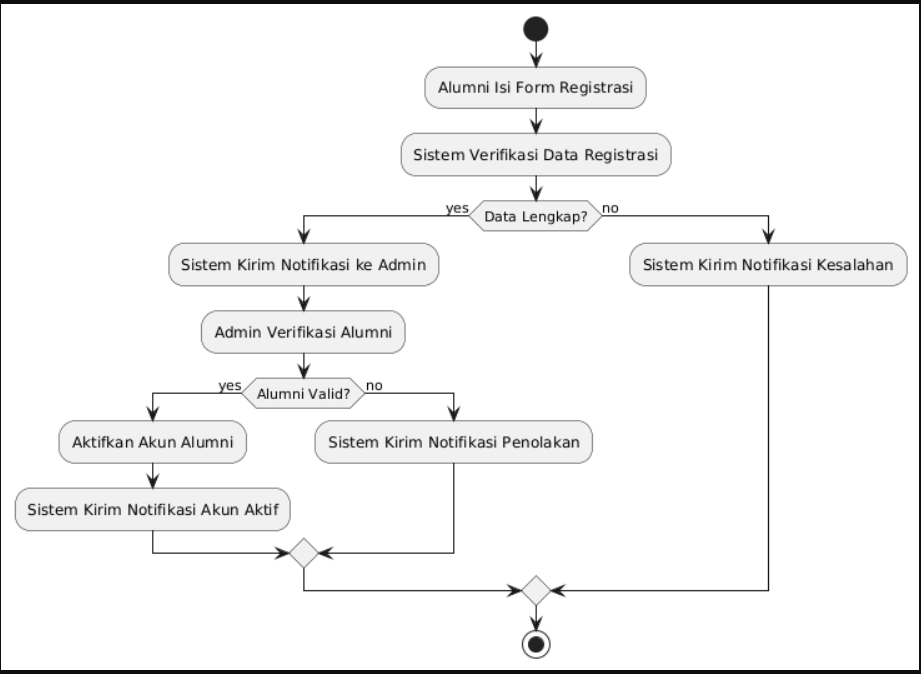 Alumni Isi Form Registrasi
Sistem Verifikasi Data Registrasi
yes
Data Lengkap?
no
Sistem Kirim Notifikasi ke Admin
Sistem Kirim Notifikasi Kesalahan
Admin Verifikasi Alumni
yes
Alumni Valid?
no
Aktifkan Akun Alumni
Sistem Kirim Notifikasi Penolakan
Sistem Kirim Notifikasi Akun Aktif